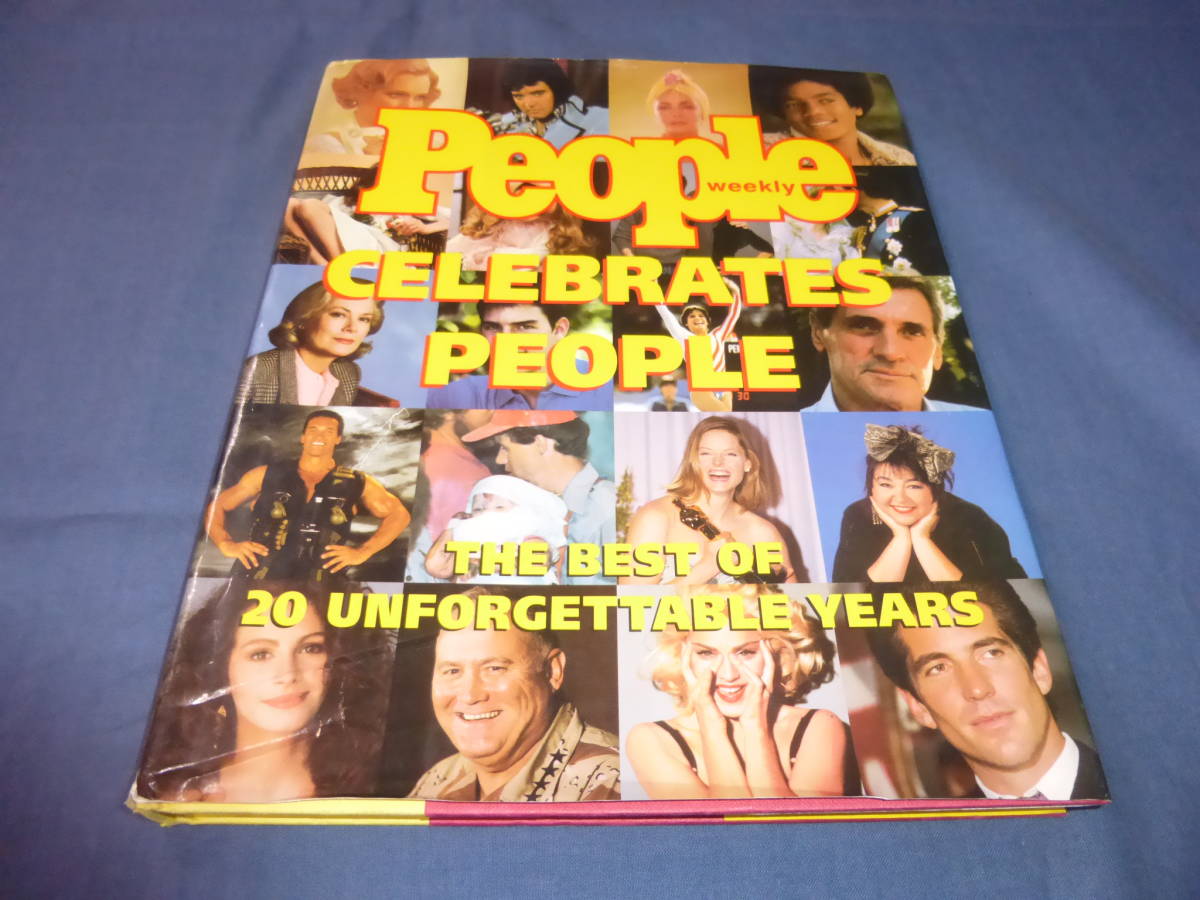 People
weekly
CELEBRATES
PEOPLE
THE BEST OF
20 UNFORGETTABLE YEARS